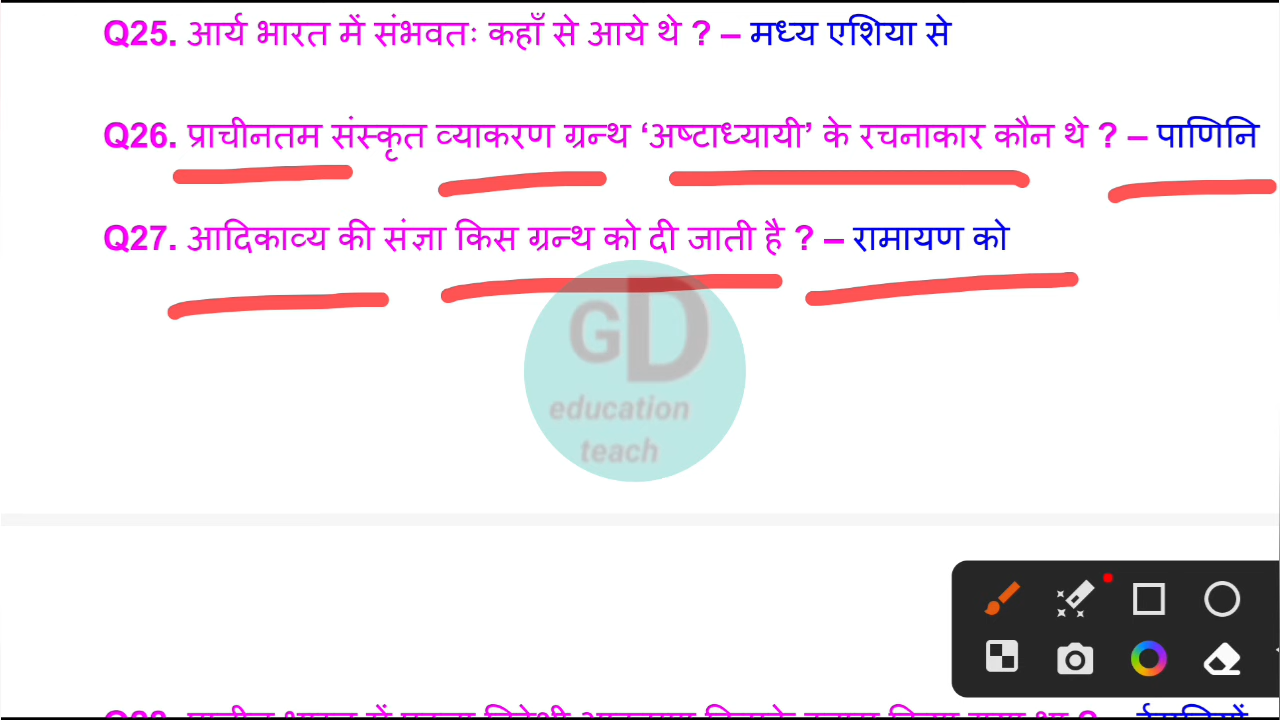 Q25. आर्य भारत में संभवतः कहाँ से आये थे ? – मध्य एशिया से
Q26. प्राचीनतम संस्कृत व्याकरण ग्रन्थ ‘अष्टाध्यायी’ के रचनाकार कौन थे ? – पाणिनि
Q27. आदिकाव्य की संज्ञा किस ग्रन्थ को दी जाती है ? – रामायण को
GD
education
teach